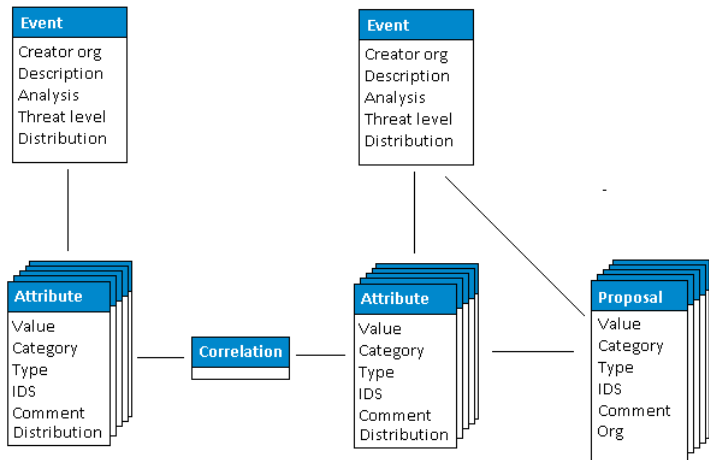 Event
Creator org
Description
Analysis
Threat level
Distribution
Event
Creator org
Description
Analysis
Threat level
Distribution
Attribute
Value
Category
Type
IDS
Comment
Distribution
Correlation
Attribute
Value
Category
Type
IDS
Comment
Distribution
Proposal
Value
Category
Type
IDS
Comment
Org